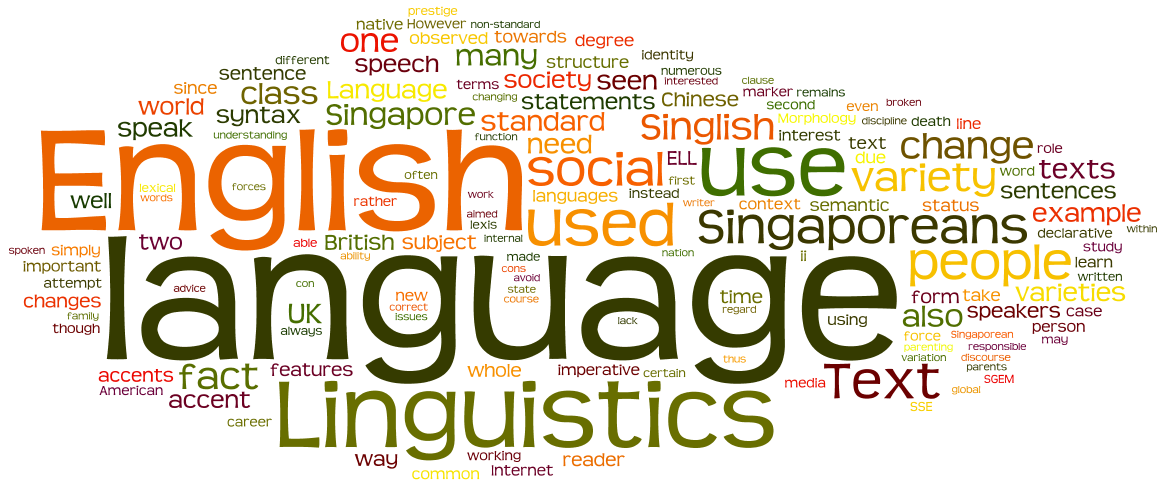 prestige
native However non-standard
one observed towards degree
different speech many structure identity
sentence society seen numerous
since class Language terms interested clause
world syntax changing statements Chinese marker remains
speak Singapore standard second even broken
understanding function need Singlish Morphology discipline death line
English social ELL use interest text change role
often languages instead first due variety word texts
well lexical words forces rather work writer context semantic status sentences
aimed lexis used Singaporeans example
spoken simply two able British subject internal nation declarative within
important ability made ii people study
attempt language cons avoid learn written
changes advice con new state course time form take varieties
family correct regard also speakers case
though UK issues lack using person
always force Singaporean may
thus parenting responsible
accents fact features whole imperative certain variation discourse parents
American accent media Text SGEM global
career Linguistics SSE
way working reader
common Internet